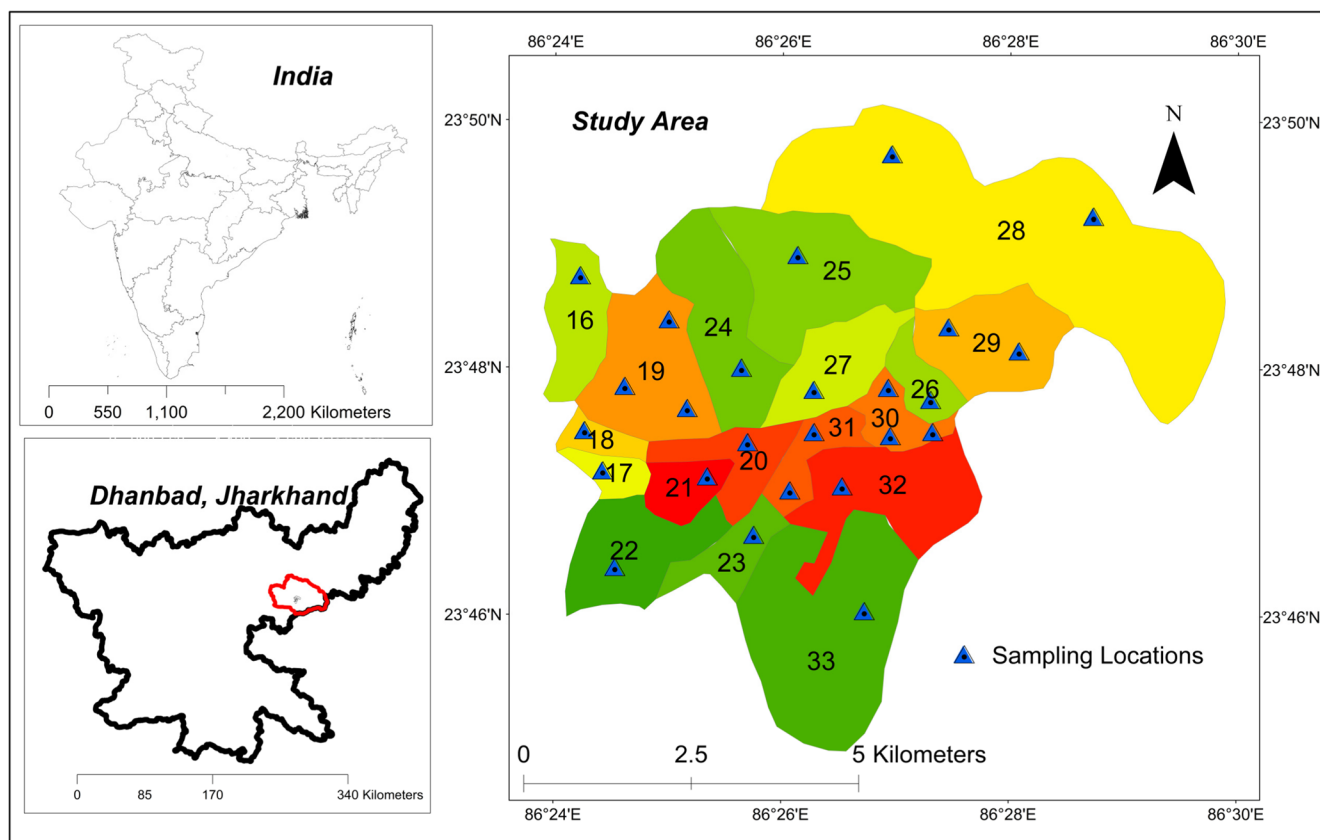 India
0 550 1,100 2,200 Kilometers
Dhanbad, Jharkhand
0 85 170 340 Kilometers
86°24'E 86°26'E 86°28'E 86°30'E
23°50'N 23°50'N
Study Area
N
28
25
16 24
27 29
23°48'N 23°48'N
19
26
30
31
18
20
17
21 32
22
23
23°46'N 23°46'N
33
Sampling Locations
0 2.5 5 Kilometers
86°24'E 86°26'E 86°28'E 86°30'E